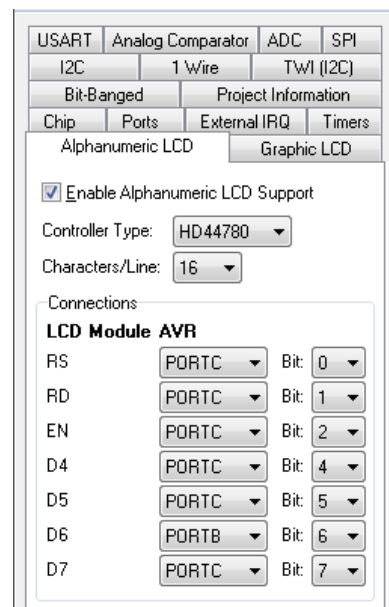 USART Analog Comparator ADC SPI
I2C 1 Wire TWI (I2C)
Bit-Banged Project Information
Chip Ports External IRQ Timers
Alphanumeric LCD Graphic LCD
Enable Alphanumeric LCD Support
Controller Type: HD44780
Characters/Line: 16
Connections
LCD Module AVR
RS PORTC Bit: 0
RD PORTC Bit: 1
EN PORTC Bit: 2
D4 PORTC Bit: 4
D5 PORTC Bit: 5
D6 PORTB Bit: 6
D7 PORTC Bit: 7